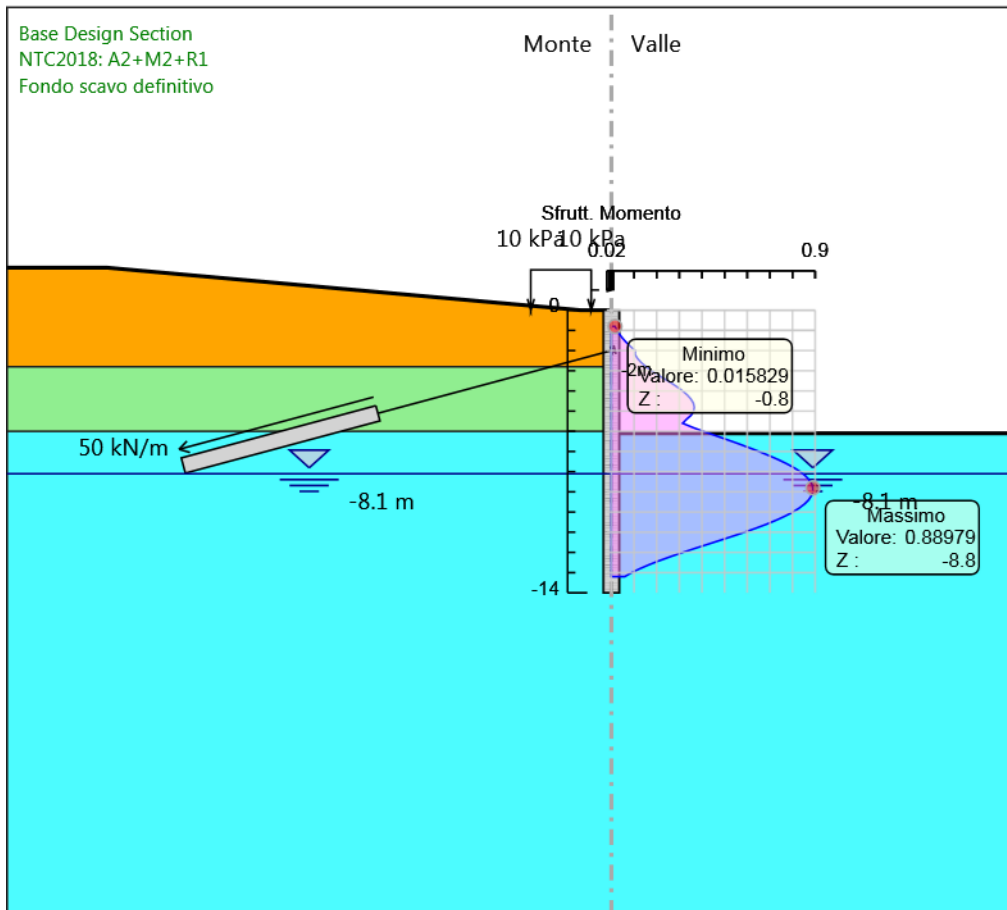 Base Design Section
NTC2018: A2+M2+R1
Fondo scavo definitivo
Monte
Valle
Sfrutt. Momento
10 kPa
10 kPa
0.02
0.9
0
Minimo
Valore: 0.015829
Z : -0.8
-2m
50 kN/m
-8.1 m
-8.1 m
Massimo
Valore: 0.88979
Z : -8.8
-14